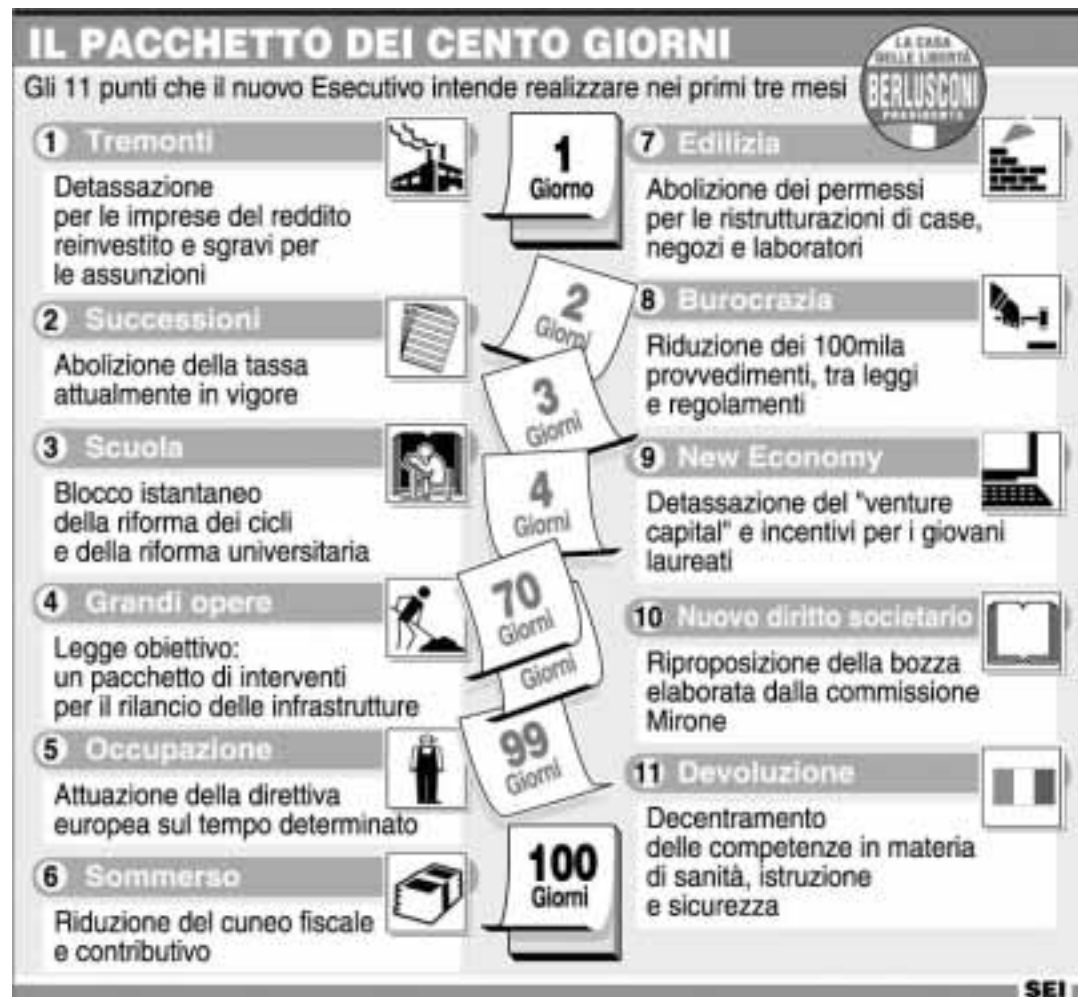 IL PACCHETTO DEI CENTO GIORNI
LA CASA
DELLE LIBERTÀ
BERLUSCONI
PRESIDENTE
Gli 11 punti che il nuovo Esecutivo intende realizzare nei primi tre mesi
1 Tremonti
Detassazione
per le imprese del reddito
reinvestito e sgravi per
le assunzioni
2 Successioni
Abolizione della tassa
attualmente in vigore
3 Scuola
Blocco istantaneo
della riforma dei cicli
e della riforma universitaria
4 Grandi opere
Legge obiettivo:
un pacchetto di interventi
per il rilancio delle infrastrutture
5 Occupazione
Attuazione della direttiva
europea sul tempo determinato
6 Sommerso
Riduzione del cuneo fiscale
e contributivo
1
Giorno
2
Giorni
3
Giorni
4
Giorni
70
Giorni
Giorni
99
Giorni
100
Giorni
7 Edilizia
Abolizione dei permessi
per le ristrutturazioni di case,
negozi e laboratori
8 Burocrazia
Riduzione dei 100mila
provvedimenti, tra leggi
e regolamenti
9 New Economy
Detassazione del "venture
capital" e incentivi per i giovani
laureati
10 Nuovo diritto societario
Riproposizione della bozza
elaborata dalla commissione
Mirone
11 Devoluzione
Decentramento
delle competenze in materia
di sanità, istruzione
e sicurezza
SEI